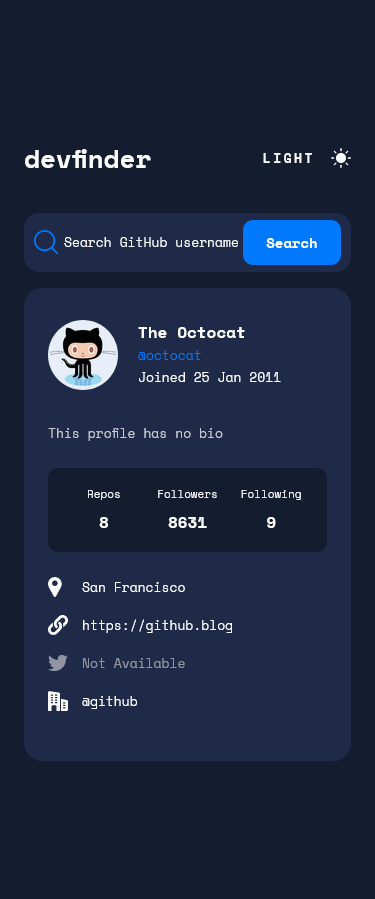 devfinder
LIGHT
Search GitHub username
Search
The Octocat
@octocat
Joined 25 Jan 2011
This profile has no bio
Repos Followers Following
8 8631 9
San Francisco
https://github.blog
Not Available
@github